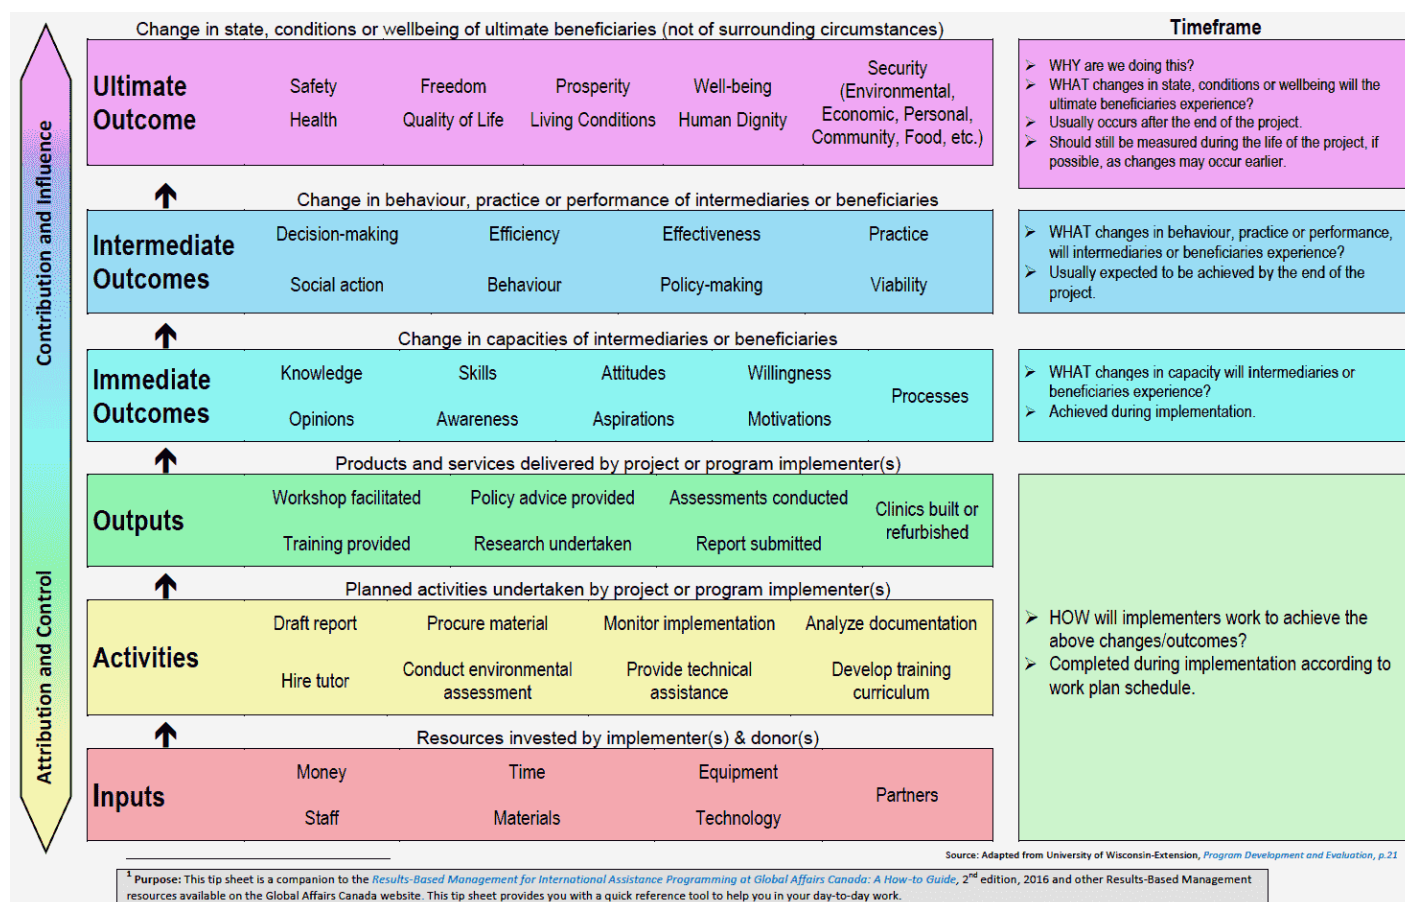 Change in state, conditions or wellbeing of ultimate beneficiaries (not of surrounding circumstances)
Timeframe
Contribution and Influence
Attribution and Control
Ultimate
Outcome
Safety
Freedom
Prosperity
Well-being
Health
Quality of Life
Living Conditions
Human Dignity
Security
(Environmental,
Economic, Personal,
Community, Food, etc.)
➢ WHY are we doing this?
➢ WHAT changes in state, conditions or wellbeing will the
ultimate beneficiaries experience?
➢ Usually occurs after the end of the project.
➢ Should still be measured during the life of the project, if
possible, as changes may occur earlier.
Change in behaviour, practice or performance of intermediaries or beneficiaries
Intermediate
Outcomes
Decision-making
Efficiency
Effectiveness
Practice
Social action
Behaviour
Policy-making
Viability
➢ WHAT changes in behaviour, practice or performance,
will intermediaries or beneficiaries experience?
➢ Usually expected to be achieved by the end of the
project.
Change in capacities of intermediaries or beneficiaries
Immediate
Outcomes
Knowledge
Skills
Attitudes
Willingness
Processes
Opinions
Awareness
Aspirations
Motivations
➢ WHAT changes in capacity will intermediaries or
beneficiaries experience?
➢ Achieved during implementation.
Products and services delivered by project or program implementer(s)
Outputs
Workshop facilitated
Policy advice provided
Assessments conducted
Clinics built or
refurbished
Training provided
Research undertaken
Report submitted
Planned activities undertaken by project or program implementer(s)
Activities
Draft report
Procure material
Monitor implementation
Analyze documentation
Hire tutor
Conduct environmental
assessment
Provide technical
assistance
Develop training
curriculum
➢ HOW will implementers work to achieve the
above changes/outcomes?
➢ Completed during implementation according to
work plan schedule.
Resources invested by implementer(s) & donor(s)
Inputs
Money
Time
Equipment
Partners
Staff
Materials
Technology
Source: Adapted from University of Wisconsin-Extension, Program Development and Evaluation, p.21
1 Purpose: This tip sheet is a companion to the Results-Based Management for International Assistance Programming at Global Affairs Canada: A How-to Guide, 2nd edition, 2016 and other Results-Based Management
resources available on the Global Affairs Canada website. This tip sheet provides you with a quick reference tool to help you in your day-to-day work.